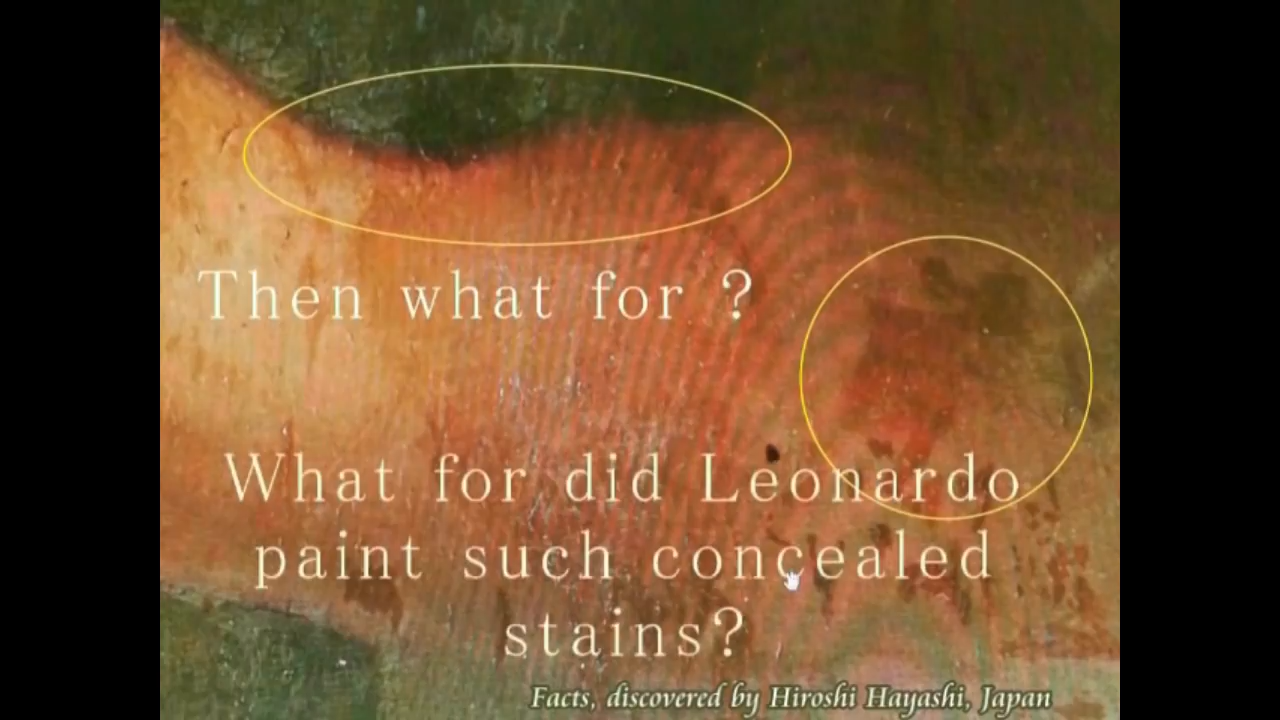 Then what for ?
What for did Leonardo
paint such concealed
stains?
Facts, discovered by Hiroshi Hayashi, Japan